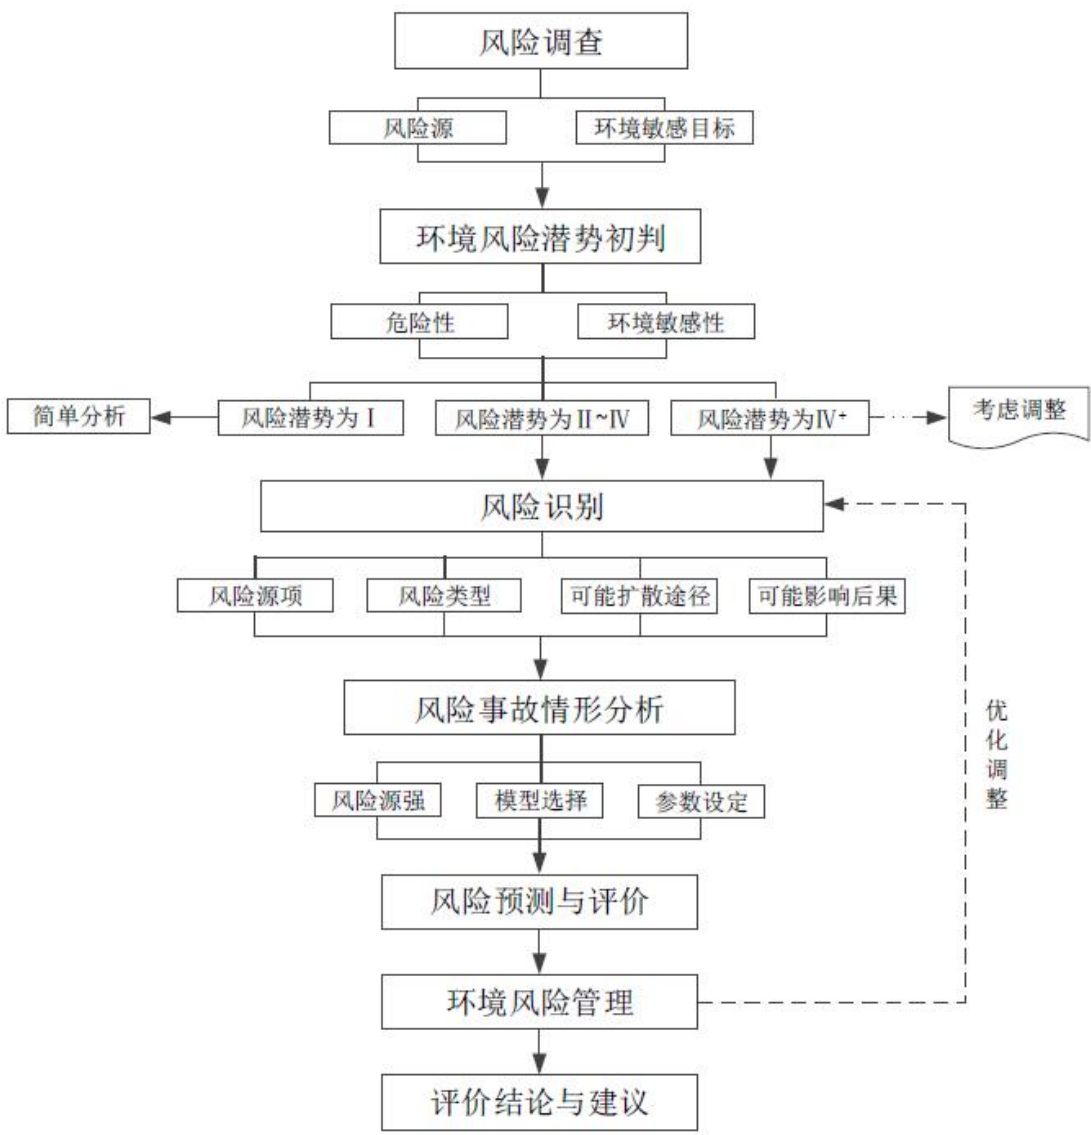 风险调查
风险源
环境敏感目标
环境风险潜势初判
危险性
环境敏感性
简单分析
风险潜势为Ⅰ
风险潜势为Ⅱ~Ⅳ
风险潜势为Ⅳ⁺
考虑调整
风险识别
风险源项
风险类型
可能扩散途径
可能影响后果
风险事故情形分析
优化调整
风险源强
模型选择
参数设定
风险预测与评价
环境风险管理
评价结论与建议